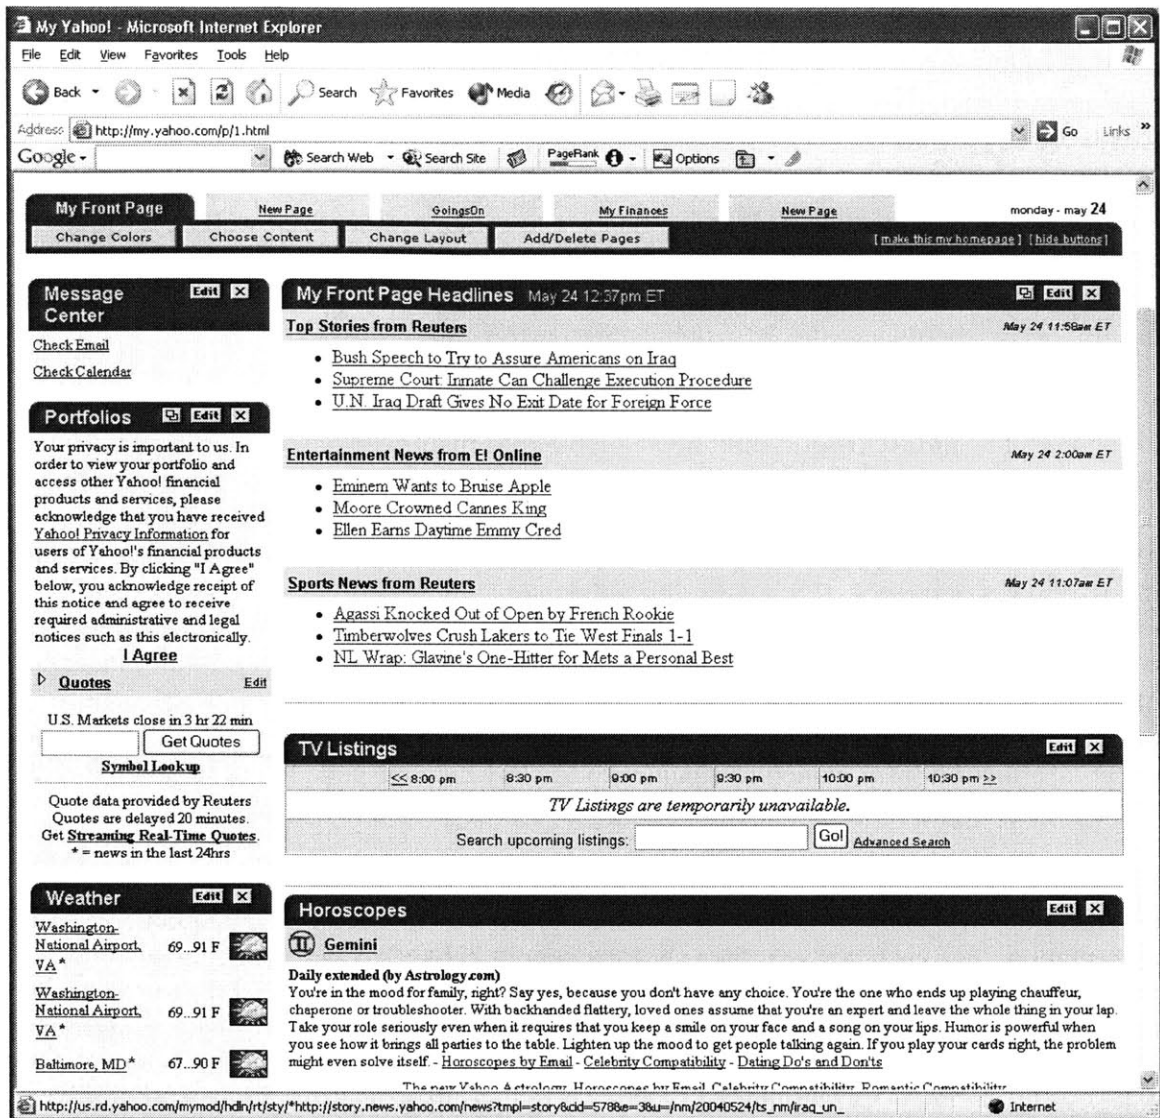 My Yahoo! - Microsoft Internet Explorer
File Edit View Favorites Tools Help
Back Search Favorites Media
Address http://my.yahoo.com/p/1.html Go Links »
Google Search Web Search Site PageRank Options
My Front Page New Page GoingsOn My Finances New Page monday - may 24
Change Colors Choose Content Change Layout Add/Delete Pages [make this my homepage] [hide buttons]
Message Center Edit X
Check Email
Check Calendar
Portfolios Edit X
Your privacy is important to us. In
order to view your portfolio and
access other Yahoo! financial
products and services, please
acknowledge that you have received
Yahoo! Privacy Information for
users of Yahoo!'s financial products
and services. By clicking "I Agree"
below, you acknowledge receipt of
this notice and agree to receive
required administrative and legal
notices such as this electronically.
I Agree
Quotes Edit
U.S. Markets close in 3 hr 22 min
Get Quotes
Symbol Lookup
Quote data provided by Reuters
Quotes are delayed 20 minutes.
Get Streaming Real-Time Quotes.
* = news in the last 24hrs
Weather Edit X
Washington-
National Airport, 69...91 F
VA*
Washington-
National Airport, 69...91 F
VA*
Baltimore, MD* 67...90 F
My Front Page Headlines May 24 12:37pm ET Edit X
Top Stories from Reuters May 24 11:58am ET
• Bush Speech to Try to Assure Americans on Iraq
• Supreme Court: Inmate Can Challenge Execution Procedure
• U.N. Iraq Draft Gives No Exit Date for Foreign Force
Entertainment News from E! Online May 24 2:00am ET
• Eminem Wants to Bruise Apple
• Moore Crowned Cannes King
• Ellen Earns Daytime Emmy Cred
Sports News from Reuters May 24 11:07am ET
• Agassi Knocked Out of Open by French Rookie
• Timberwolves Crush Lakers to Tie West Finals 1-1
• NL Wrap: Glavine's One-Hitter for Mets a Personal Best
TV Listings Edit X
<< 8:00 pm 8:30 pm 9:00 pm 9:30 pm 10:00 pm 10:30 pm >>
TV Listings are temporarily unavailable.
Search upcoming listings: Go! Advanced Search
Horoscopes Edit X
Gemini
Daily extended (by Astrology.com)
You're in the mood for family, right? Say yes, because you don't have any choice. You're the one who ends up playing chauffeur,
chaperone or troubleshooter. With backhanded flattery, loved ones assume that you're an expert and leave the whole thing in your lap.
Take your role seriously even when it requires that you keep a smile on your face and a song on your lips. Humor is powerful when
you see how it brings all parties to the table. Lighten up the mood to get people talking again. If you play your cards right, the problem
might even solve itself. - Horoscopes by Email - Celebrity Compatibility - Dating Do's and Don'ts
The new Yahoo Astrology, Horoscopes by Email, Celebrity Compatibility, Romantic Compatibility
http://us.rd.yahoo.com/mymod/hdln/rt/sty/*http://story.news.yahoo.com/news?tmpl=story&cid=578&e=3&u=/nm/20040524/ts_nm/iraq_un_ Internet